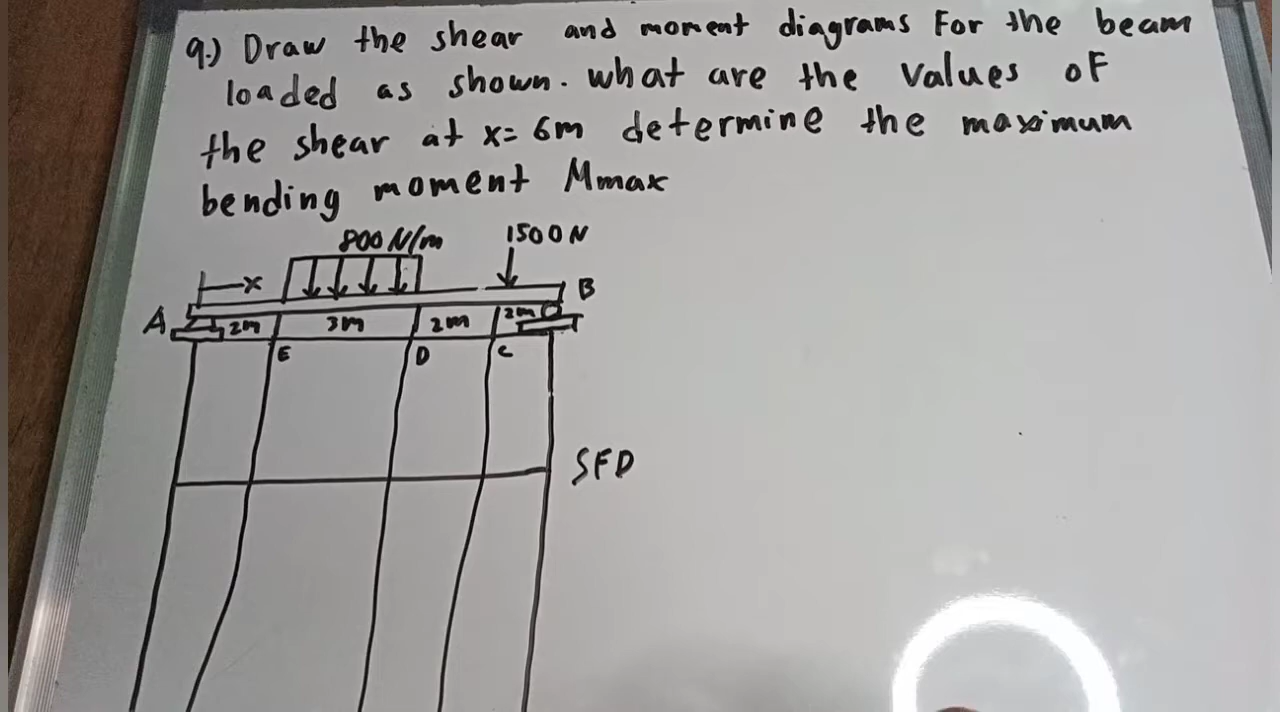 9.) Draw the shear and moment diagrams For the beam
loaded as shown. what are the values of
the shear at x= 6m determine the maximum
bending moment Mmax
800 N/m 1500 N
x B
A 2m 3m 2m 2m
E D C
SFD